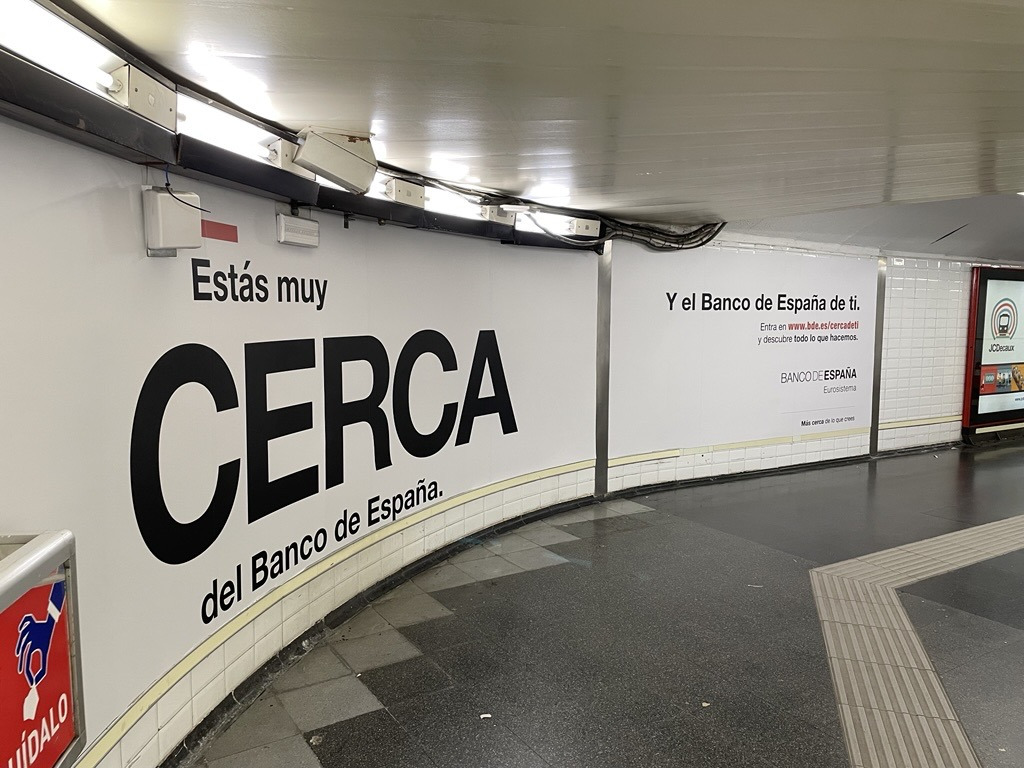 Estás muy
CERCA
del Banco de España.
Y el Banco de España de ti.
Entra en www.bde.es/cercadeti
y descubre todo lo que hacemos.
BANCO DE ESPAÑA
Eurosistema
Más cerca de lo que crees
JCDecaux